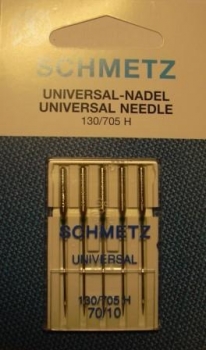 SCHMETZ
UNIVERSAL-NADEL
UNIVERSAL NEEDLE
130/705 H
SCHMETZ
UNIVERSAL
130/705 H
70/10